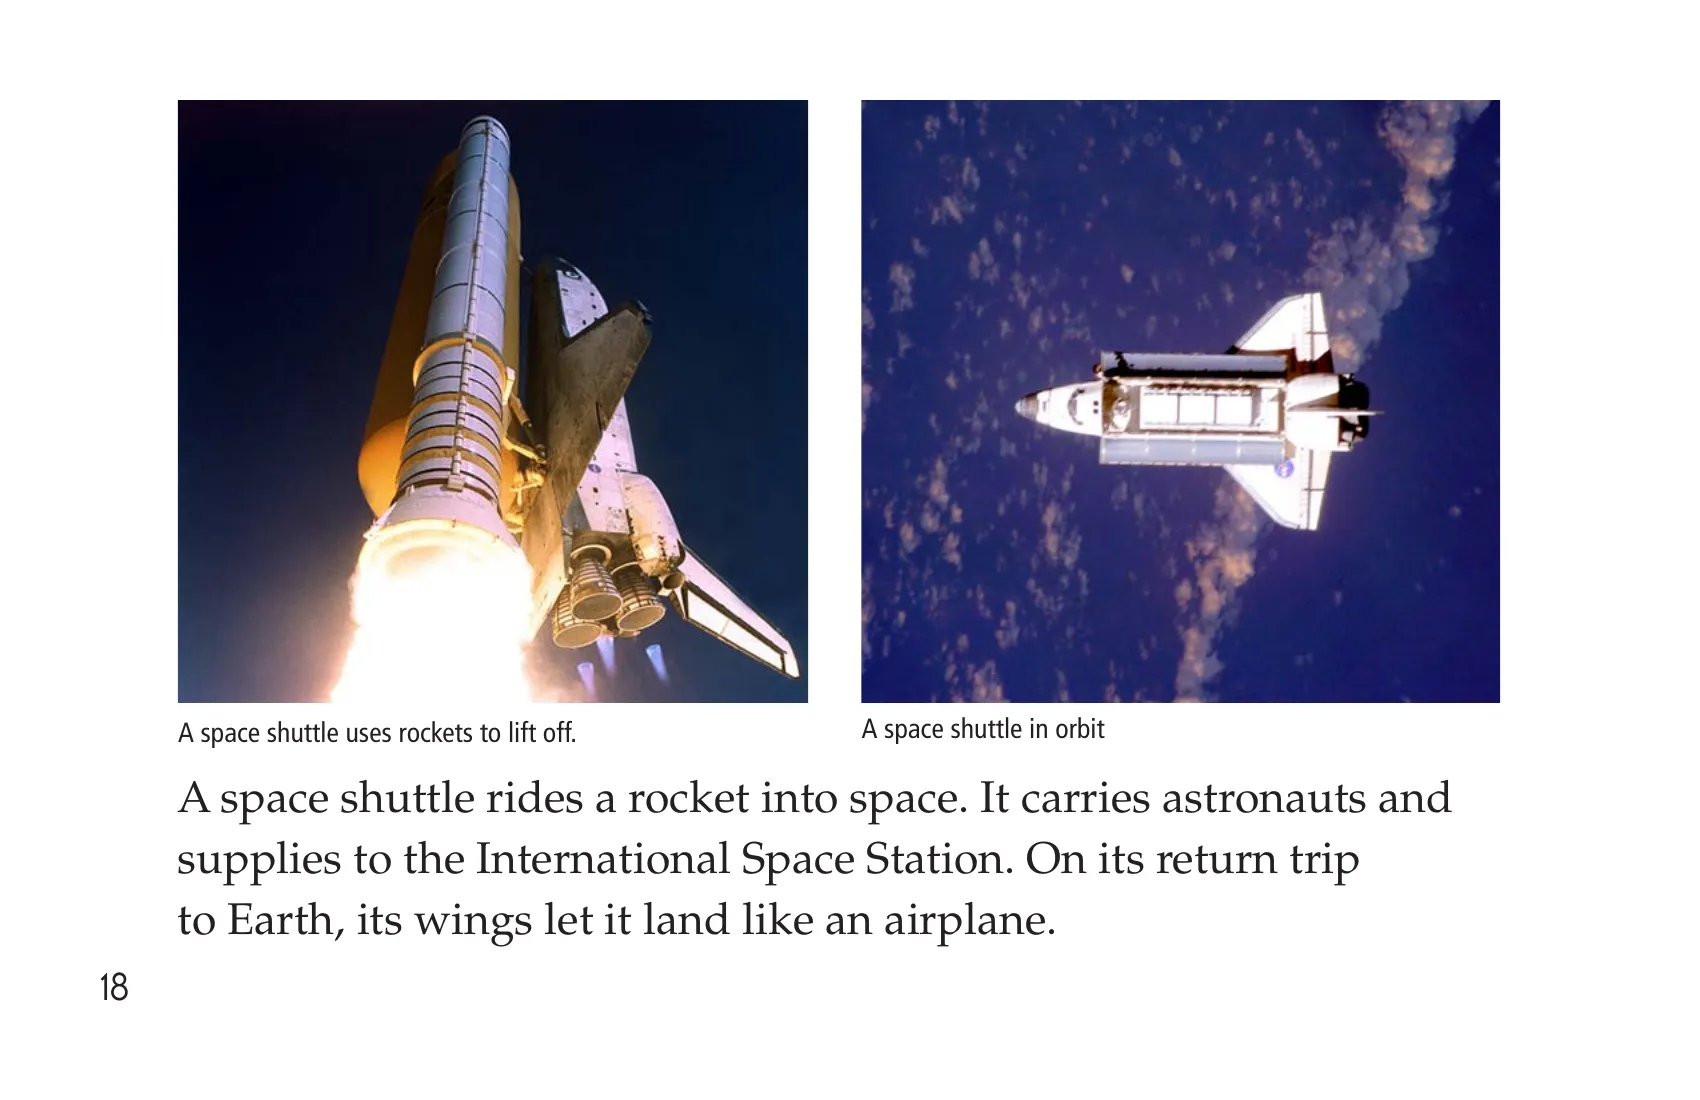 A space shuttle uses rockets to lift off.
A space shuttle in orbit
A space shuttle rides a rocket into space. It carries astronauts and
supplies to the International Space Station. On its return trip
to Earth, its wings let it land like an airplane.
18